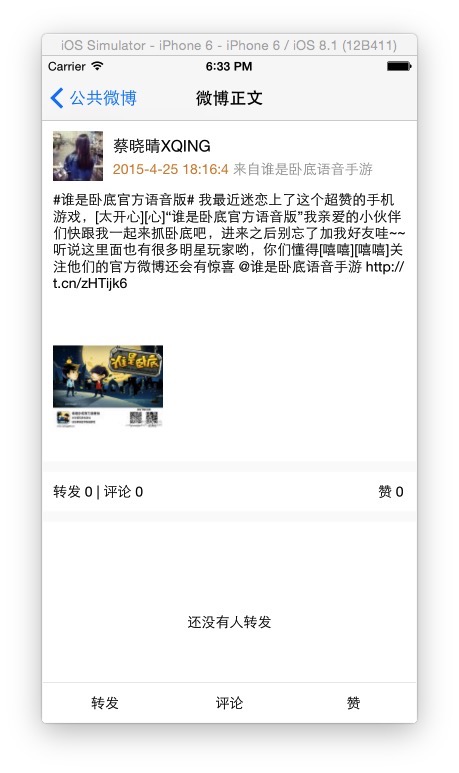 iOS Simulator - iPhone 6 - iPhone 6 / iOS 8.1 (12B411)
Carrier 6:33 PM
公共微博 微博正文
蔡晓晴XQING
2015-4-25 18:16:4 来自谁是卧底语音手游
#谁是卧底官方语音版# 我最近迷恋上了这个超赞的手机
游戏，[太开心][心]“谁是卧底官方语音版”我亲爱的小伙伴
们快跟我一起来抓卧底吧，进来之后别忘了加我好友哇~~
听说这里面也有很多明星玩家哟，你们懂得[嘻嘻][嘻嘻]关
注他们的官方微博还会有惊喜 @谁是卧底语音手游 http://
t.cn/zHTijk6
谁是卧底
转发 0 | 评论 0 赞 0
还没有人转发
转发 评论 赞